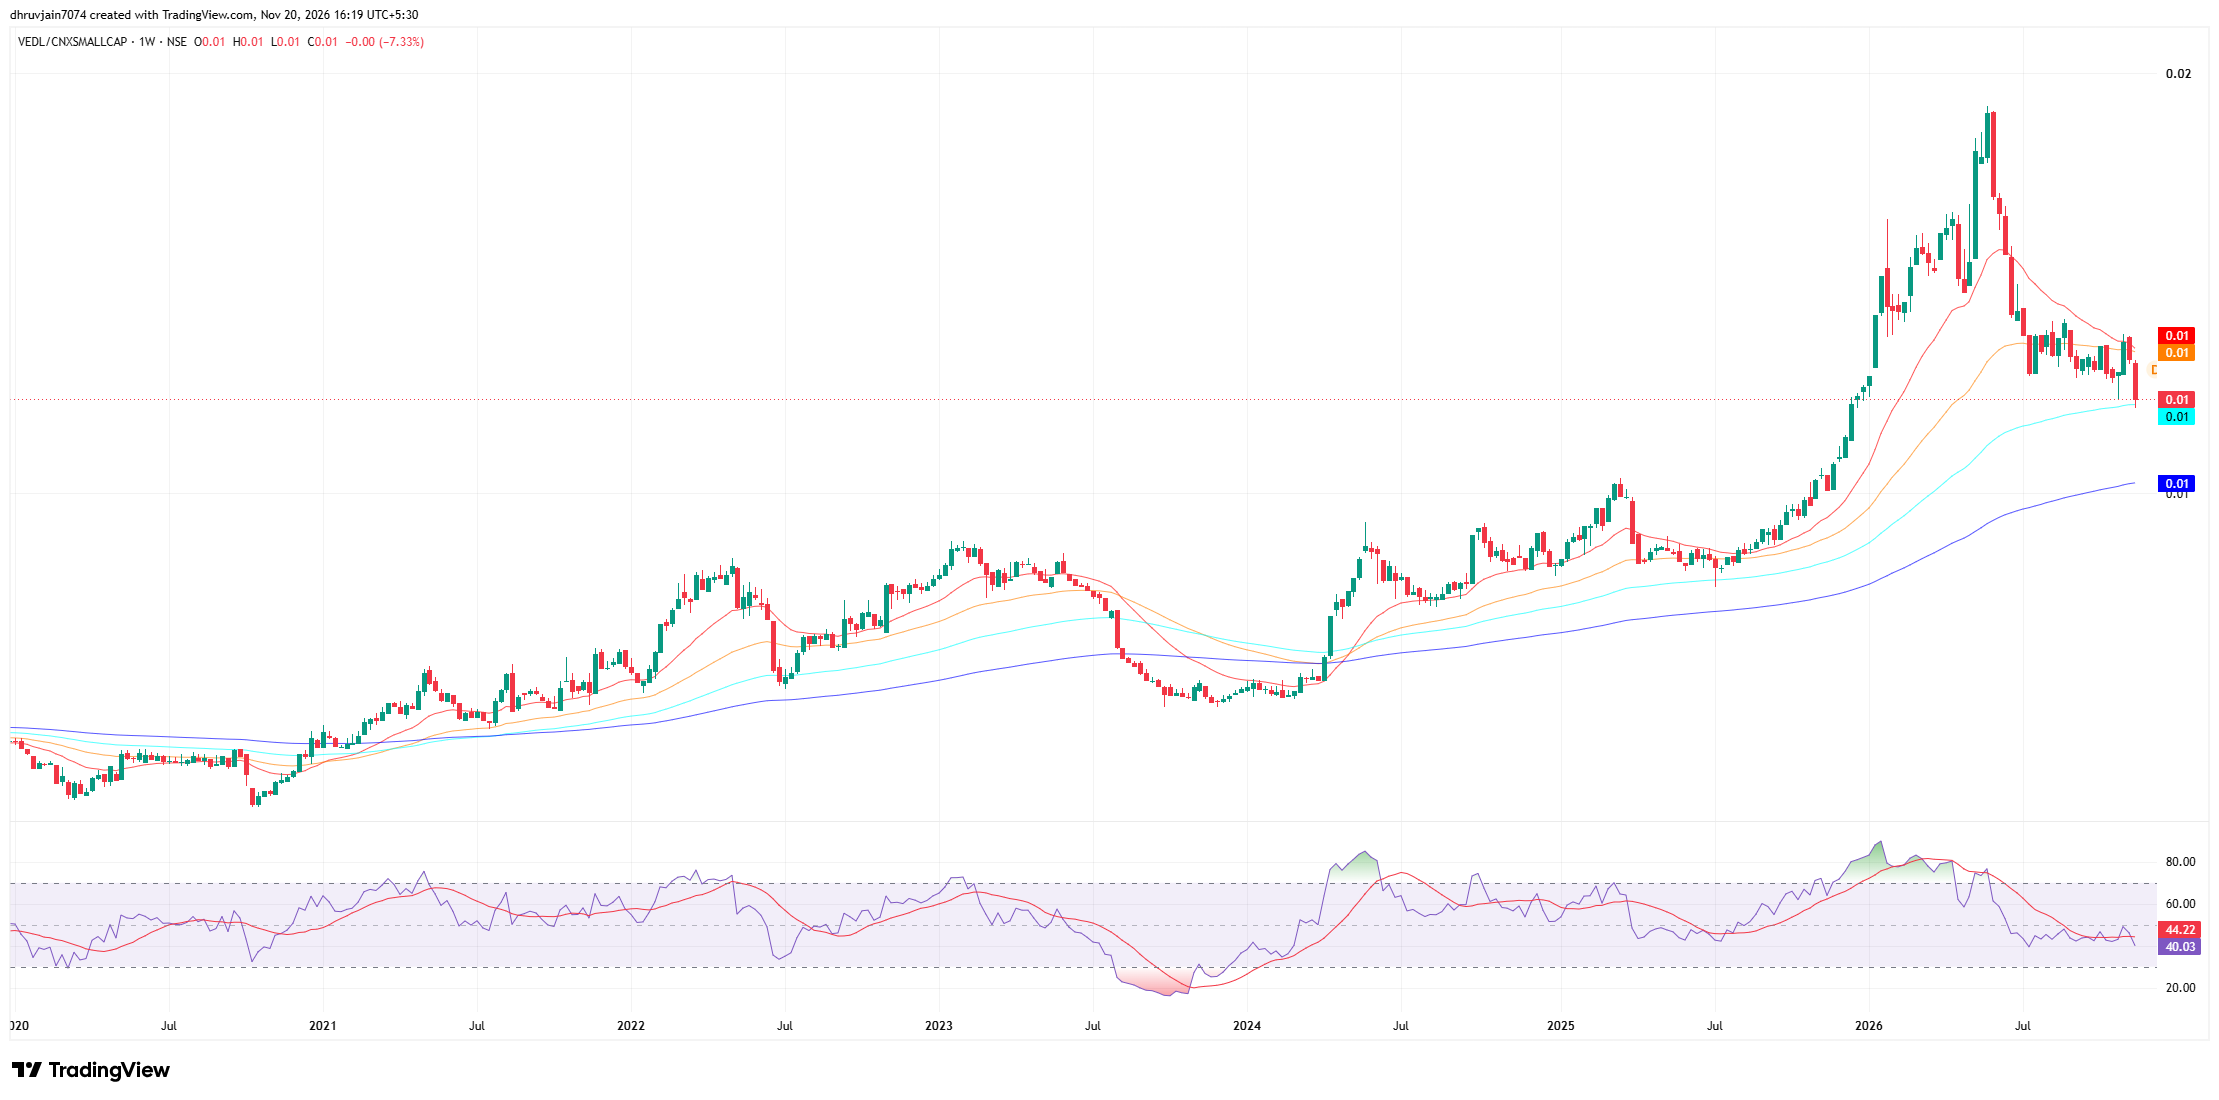 dhruvjain7074 created with TradingView.com, Nov 20, 2026 16:19 UTC+5:30
VEDL/CNXSMALLCAP · 1W · NSE O0.01 H0.01 L0.01 C0.01 −0.00 (−7.33%)
0.02
0.01
0.01
D
0.01
0.01
0.01
0.01
80.00
60.00
44.22
40.03
20.00
2020 Jul 2021 Jul 2022 Jul 2023 Jul 2024 Jul 2025 Jul 2026 Jul
TradingView